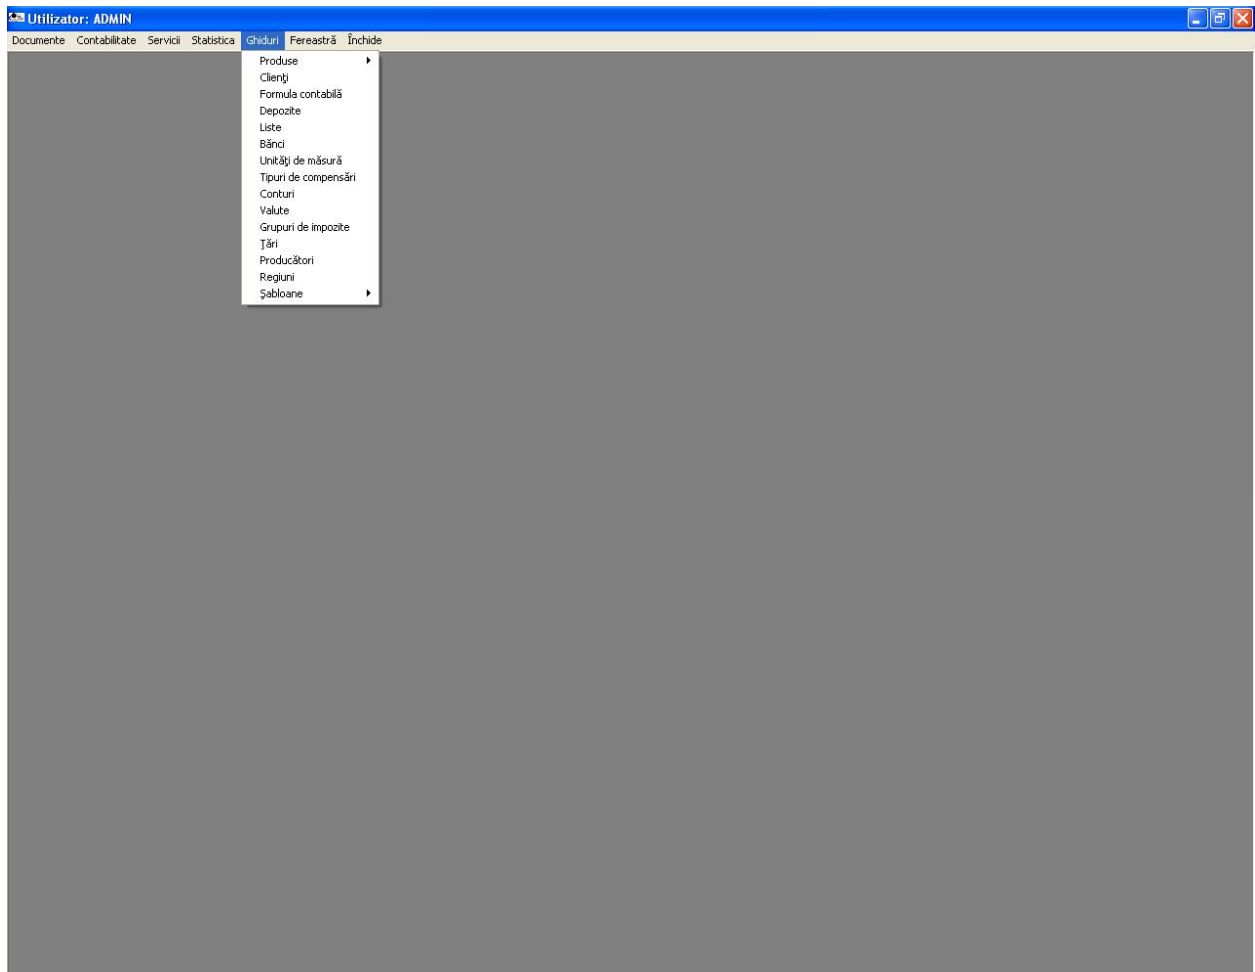 Utilizator: ADMIN
Documente Contabilitate Servicii Statistica Ghiduri Fereastră Închide
Produse
Clienţi
Formula contabilă
Depozite
Liste
Bănci
Unităţi de măsură
Tipuri de compensări
Conturi
Valute
Grupuri de impozite
Ţări
Producători
Regiuni
Şabloane